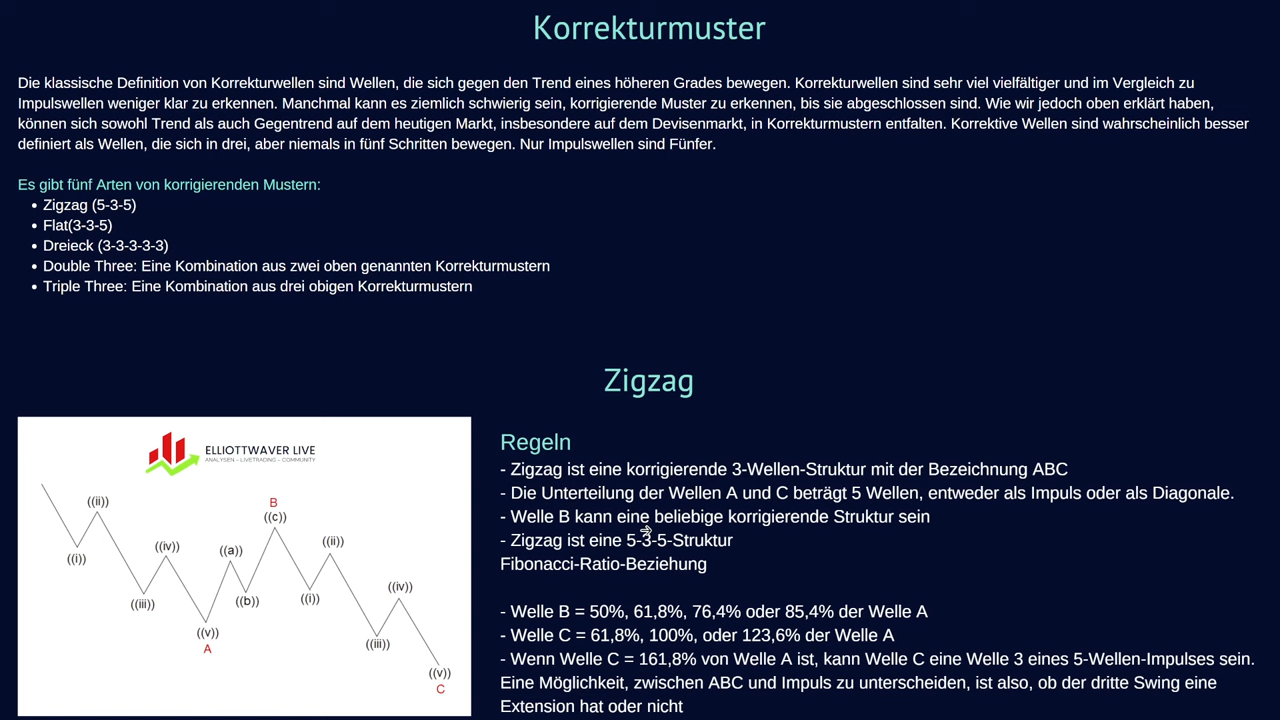 Korrekturmuster
Die klassische Definition von Korrekturwellen sind Wellen, die sich gegen den Trend eines höheren Grades bewegen. Korrekturwellen sind sehr viel vielfältiger und im Vergleich zu
Impulswellen weniger klar zu erkennen. Manchmal kann es ziemlich schwierig sein, korrigierende Muster zu erkennen, bis sie abgeschlossen sind. Wie wir jedoch oben erklärt haben,
können sich sowohl Trend als auch Gegentrend auf dem heutigen Markt, insbesondere auf dem Devisenmarkt, in Korrekturmustern entfalten. Korrektive Wellen sind wahrscheinlich besser
definiert als Wellen, die sich in drei, aber niemals in fünf Schritten bewegen. Nur Impulswellen sind Fünfer.
Es gibt fünf Arten von korrigierenden Mustern:
• Zigzag (5-3-5)
• Flat(3-3-5)
• Dreieck (3-3-3-3-3)
• Double Three: Eine Kombination aus zwei oben genannten Korrekturmustern
• Triple Three: Eine Kombination aus drei obigen Korrekturmustern
Zigzag
ELLIOTTWAVER LIVE
ANALYSEN – LIVETRADING – COMMUNITY
((ii))
((i))
((iv))
((iii))
((v))
A
((a))
((b))
B
((c))
((i))
((ii))
((iii))
((iv))
((v))
C
Regeln
- Zigzag ist eine korrigierende 3-Wellen-Struktur mit der Bezeichnung ABC
- Die Unterteilung der Wellen A und C beträgt 5 Wellen, entweder als Impuls oder als Diagonale.
- Welle B kann eine beliebige korrigierende Struktur sein
- Zigzag ist eine 5-3-5-Struktur
Fibonacci-Ratio-Beziehung
- Welle B = 50%, 61,8%, 76,4% oder 85,4% der Welle A
- Welle C = 61,8%, 100%, oder 123,6% der Welle A
- Wenn Welle C = 161,8% von Welle A ist, kann Welle C eine Welle 3 eines 5-Wellen-Impulses sein.
Eine Möglichkeit, zwischen ABC und Impuls zu unterscheiden, ist also, ob der dritte Swing eine
Extension hat oder nicht